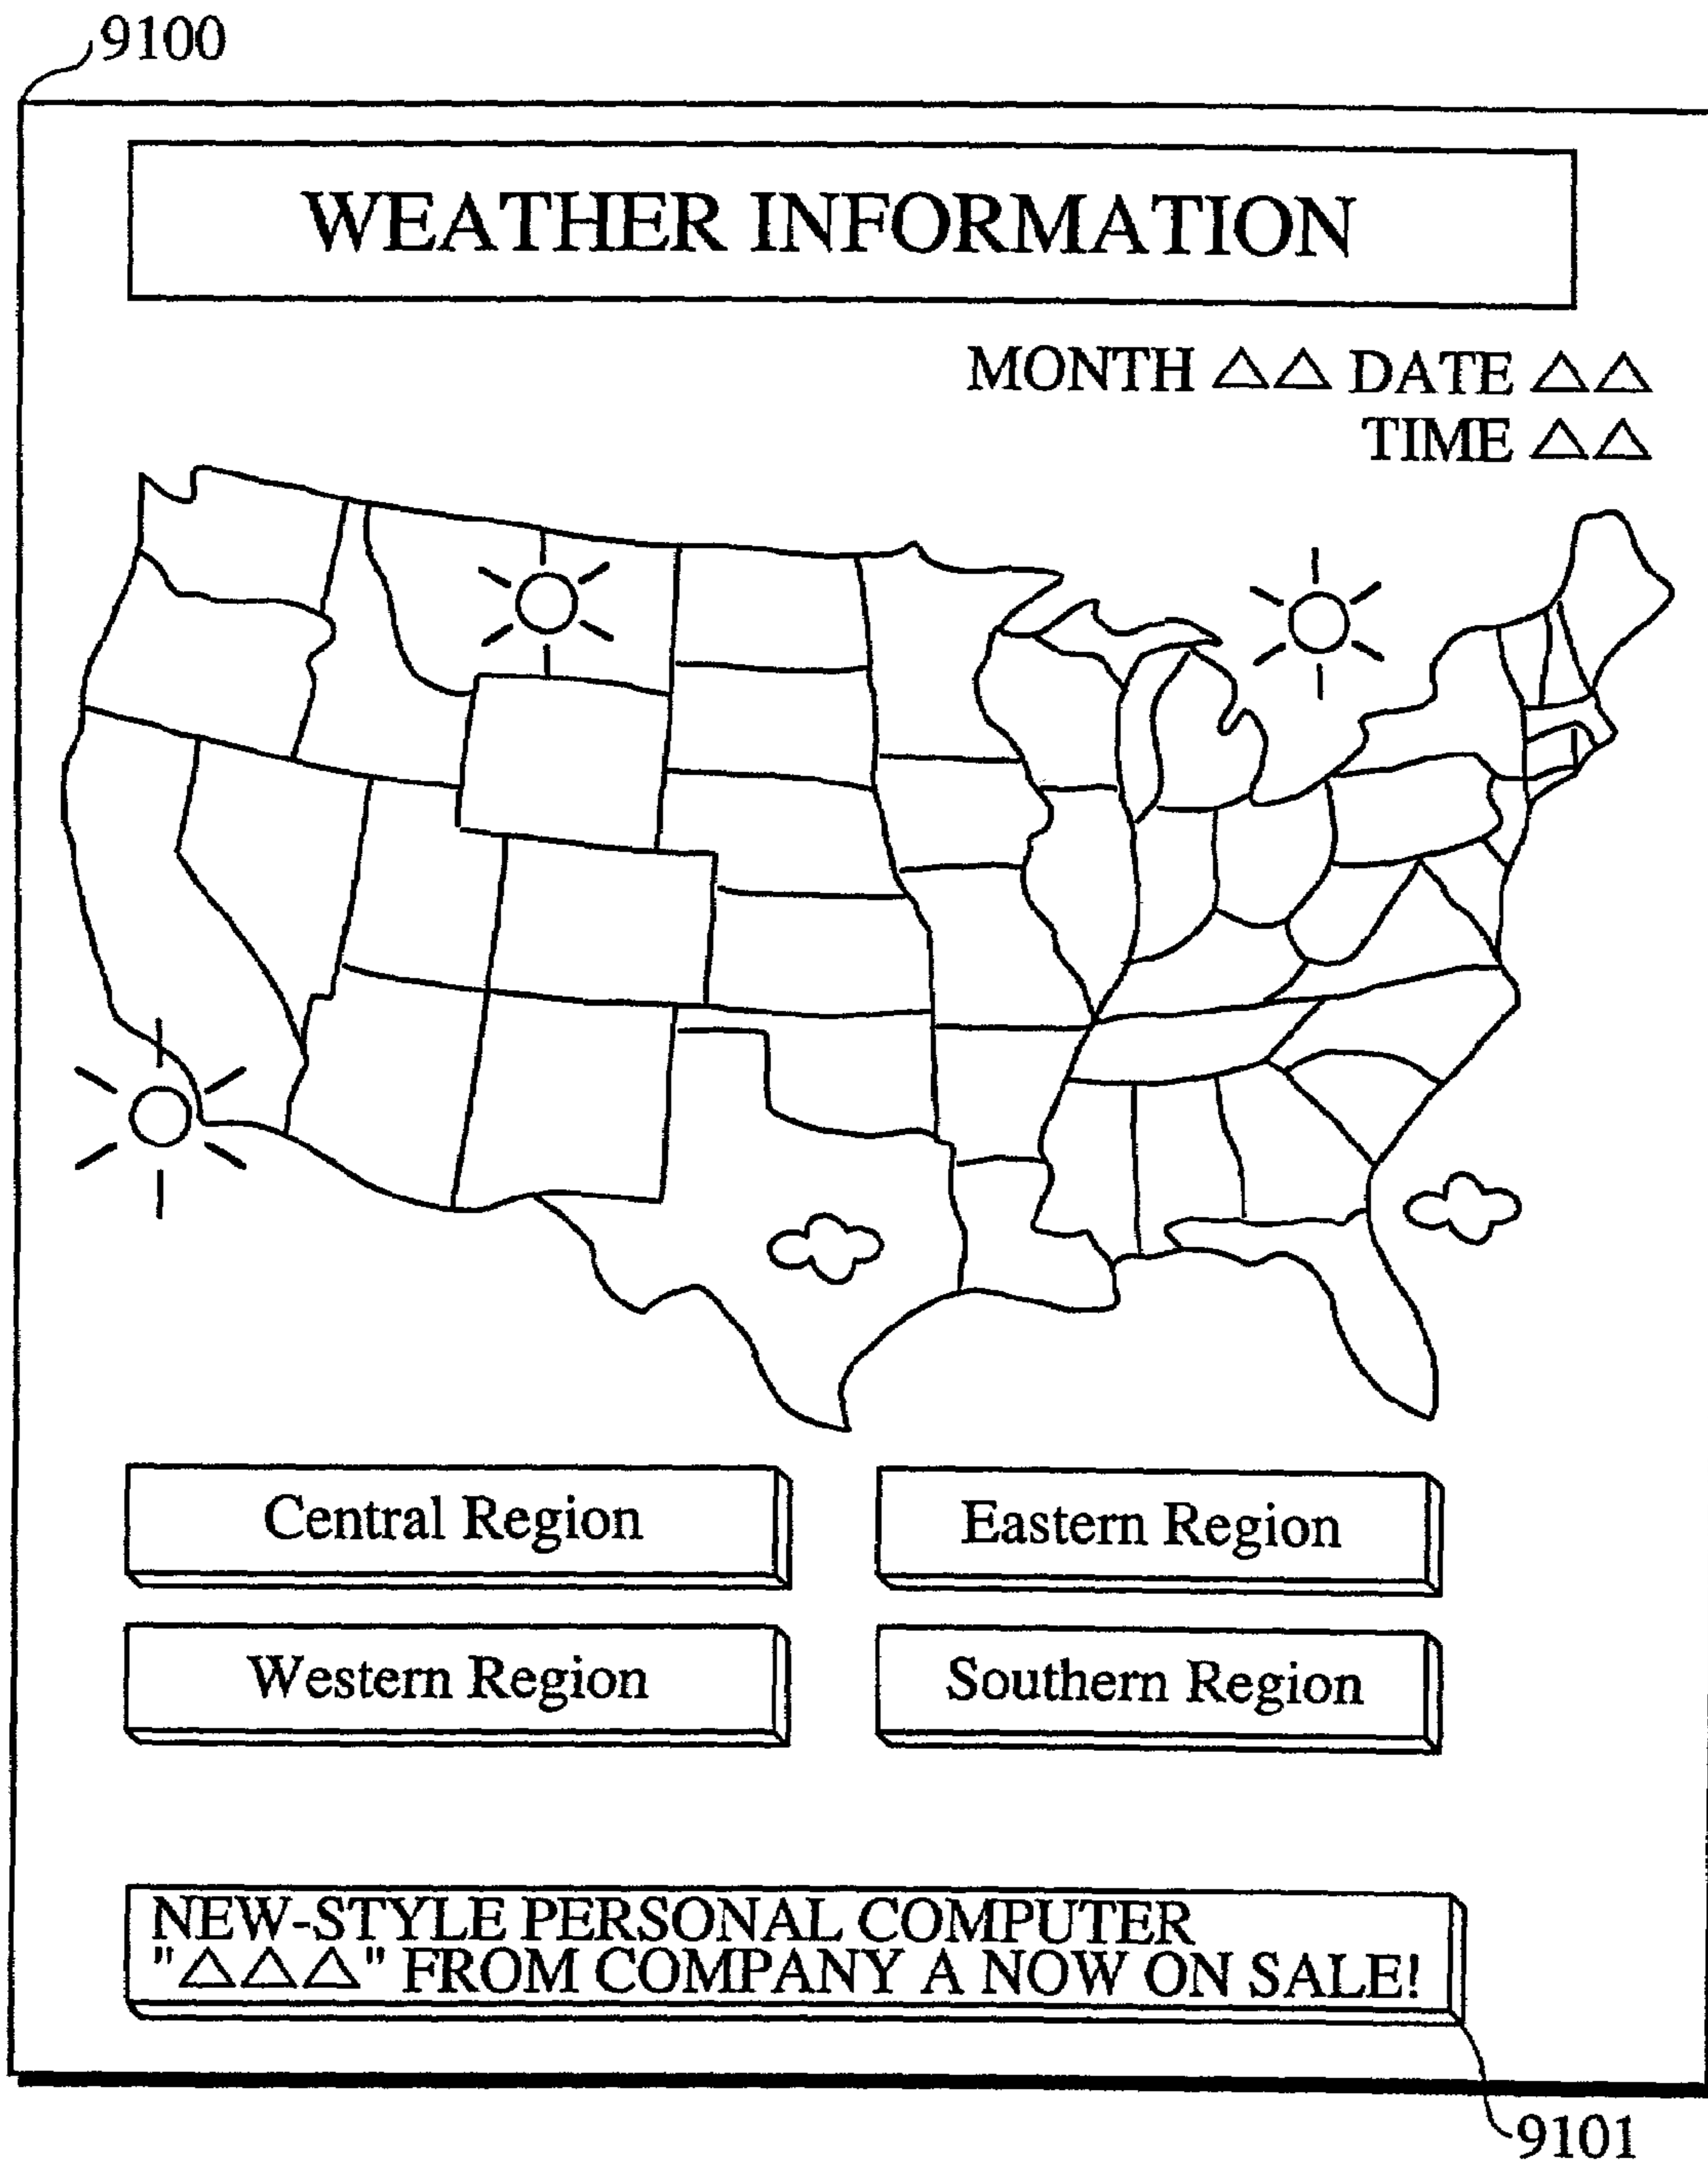 9100
WEATHER INFORMATION
MONTH △△ DATE △△
TIME △△
Central Region
Eastern Region
Western Region
Southern Region
NEW-STYLE PERSONAL COMPUTER
"△△△" FROM COMPANY A NOW ON SALE!
9101